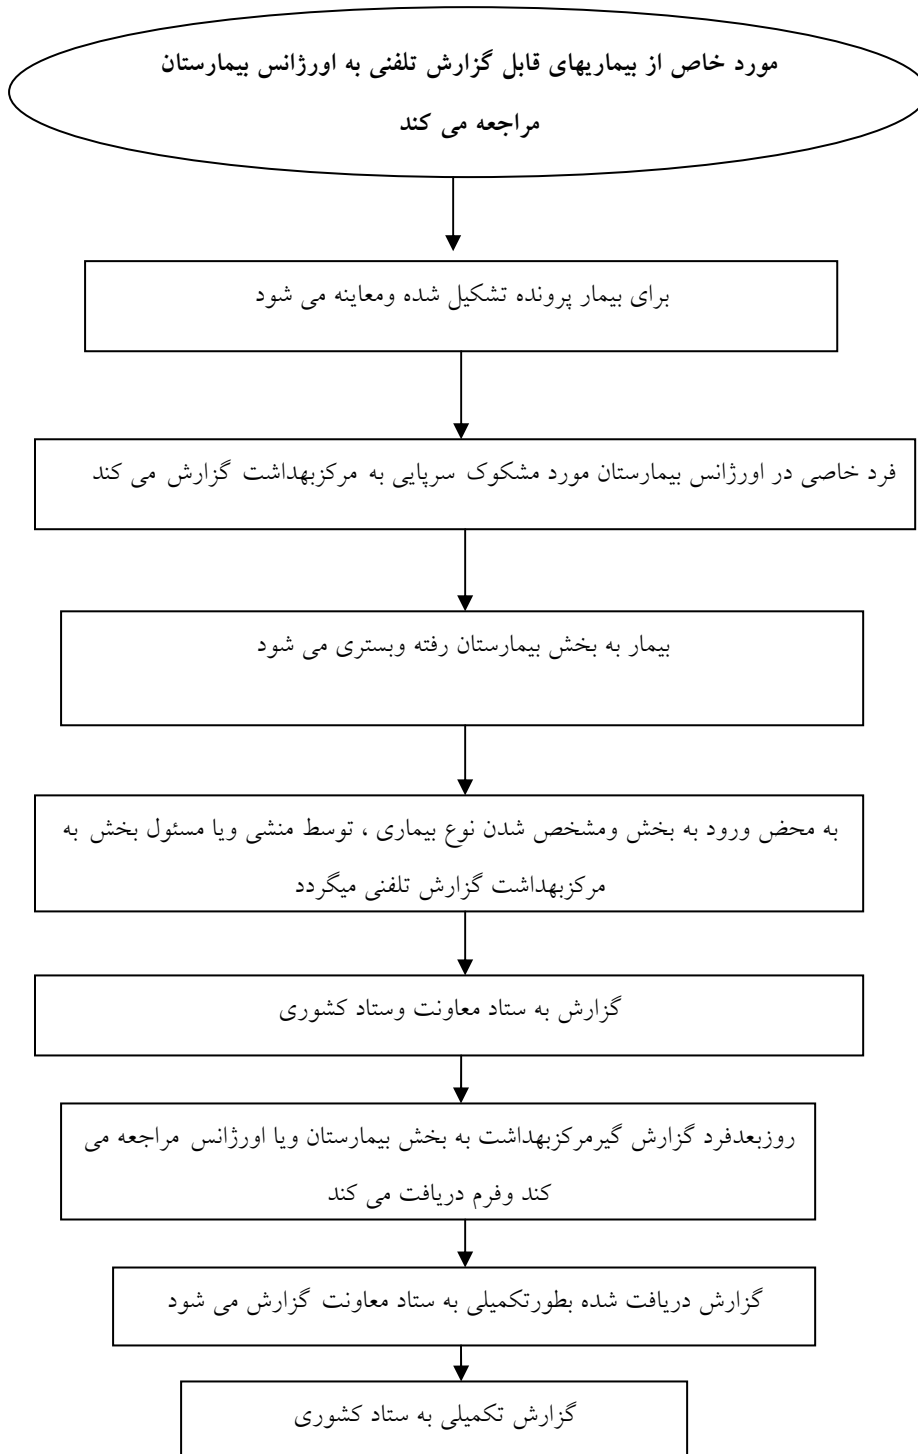 مورد خاص از بیماریهای قابل گزارش تلفنی به اورژانس بیمارستان
مراجعه می کند
برای بیمار پرونده تشکیل شده ومعاینه می شود
فرد خاصی در اورژانس بیمارستان مورد مشکوک سرپایی به مرکزبهداشت گزارش می کند
بیمار به بخش بیمارستان رفته وبستری می شود
به محض ورود به بخش ومشخص شدن نوع بیماری ، توسط منشی ویا مسئول بخش به
مرکزبهداشت گزارش تلفنی میگردد
گزارش به ستاد معاونت وستاد کشوری
روزبعدفرد گزارش گیرمرکزبهداشت به بخش بیمارستان ویا اورژانس مراجعه می
کند وفرم دریافت می کند
گزارش دریافت شده بطورتکمیلی به ستاد معاونت گزارش می شود
گزارش تکمیلی به ستاد کشوری